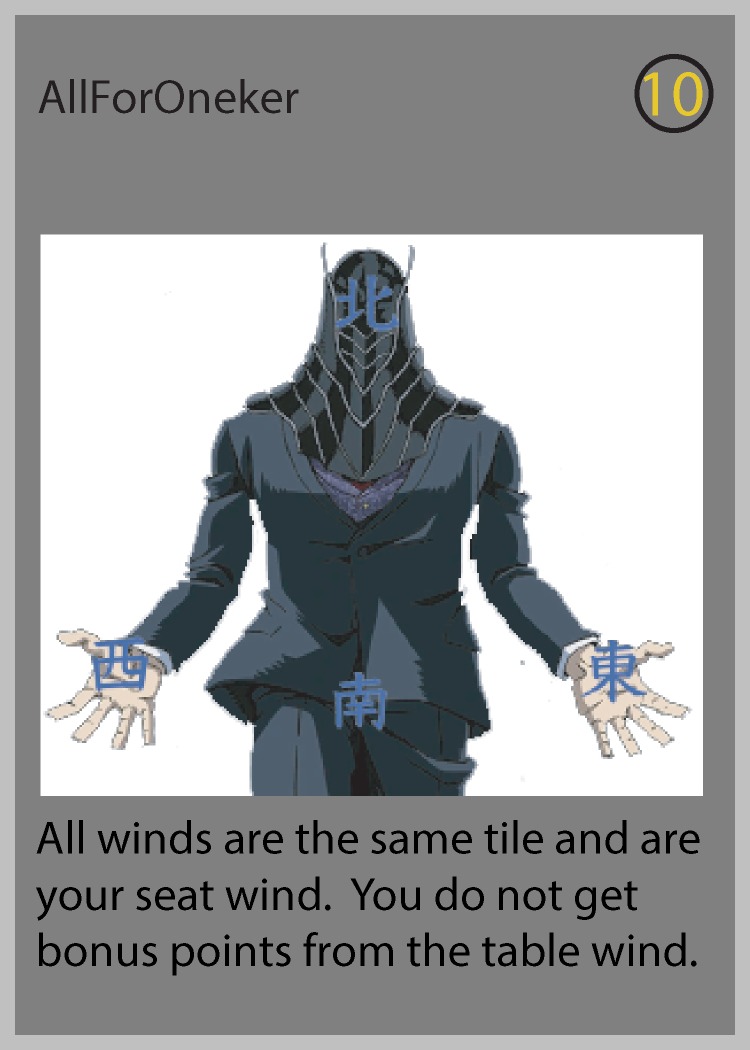 AllForOneker
10
北
西
東
南
All winds are the same tile and are
your seat wind.  You do not get
bonus points from the table wind.